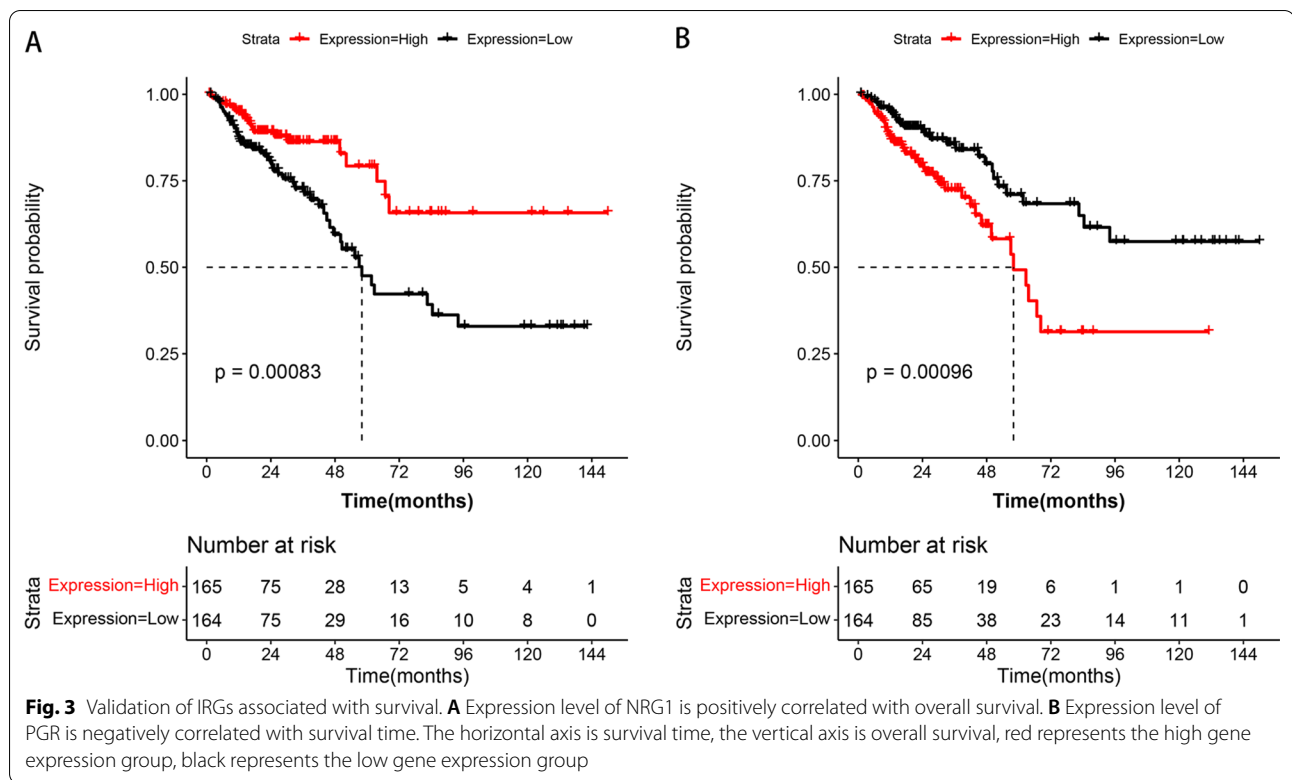 A
Strata Expression=High Expression=Low
Survival probability
1.00
0.75
0.50
0.25
0.00
p = 0.00083
0 24 48 72 96 120 144
Time(months)
Number at risk
Strata
Expression=High 165 75 28 13 5 4 1
Expression=Low 164 75 29 16 10 8 0
0 24 48 72 96 120 144
Time(months)
B
Strata Expression=High Expression=Low
Survival probability
1.00
0.75
0.50
0.25
0.00
p = 0.00096
0 24 48 72 96 120 144
Time(months)
Number at risk
Strata
Expression=High 165 65 19 6 1 1 0
Expression=Low 164 85 38 23 14 11 1
0 24 48 72 96 120 144
Time(months)
Fig. 3 Validation of IRGs associated with survival. A Expression level of NRG1 is positively correlated with overall survival. B Expression level of
PGR is negatively correlated with survival time. The horizontal axis is survival time, the vertical axis is overall survival, red represents the high gene
expression group, black represents the low gene expression group